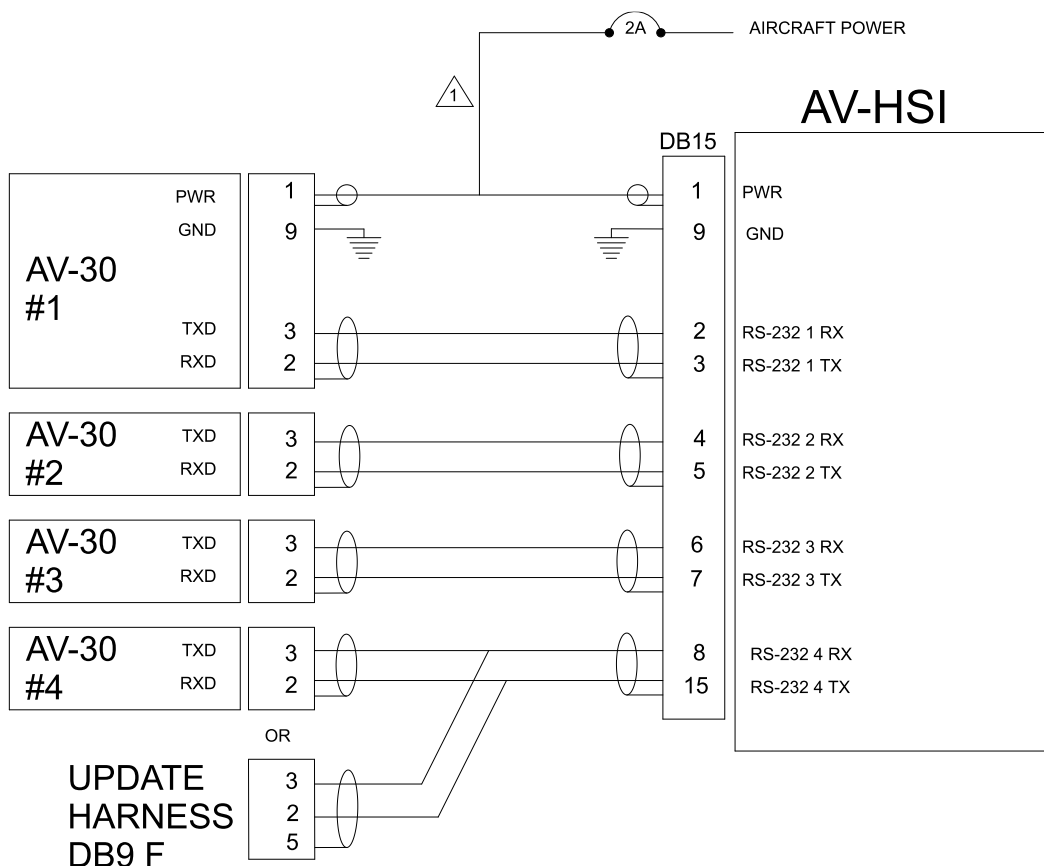 2A
AIRCRAFT POWER
1
AV-HSI
DB15
PWR
1
1
PWR
GND
9
9
GND
AV-30
#1
TXD
3
2
RS-232 1 RX
RXD
2
3
RS-232 1 TX
AV-30
#2
TXD
3
4
RS-232 2 RX
RXD
2
5
RS-232 2 TX
AV-30
#3
TXD
3
6
RS-232 3 RX
RXD
2
7
RS-232 3 TX
AV-30
#4
TXD
3
8
RS-232 4 RX
RXD
2
15
RS-232 4 TX
OR
UPDATE
HARNESS
DB9 F
3
2
5